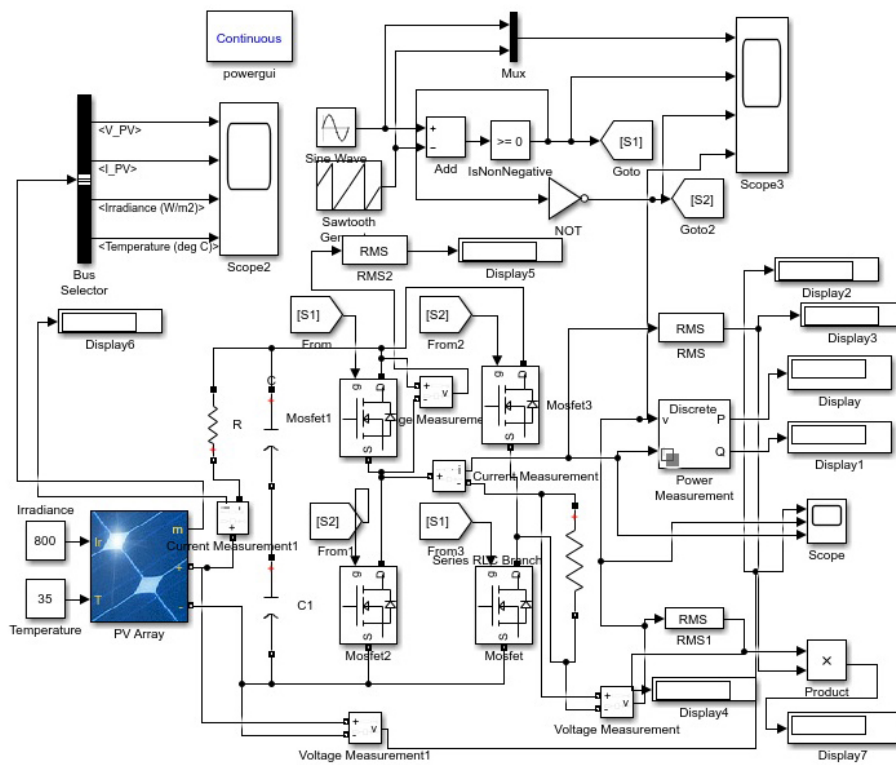 Continuous
powergui
Mux
Scope3
<V_PV>
<I_PV>
<Irradiance (W/m2)>
<Temperature (deg C)>
Bus
Selector
Scope2
Sine Wave
Sawtooth
+
−
Add
>= 0
IsNonNegative
[S1]
Goto
NOT
[S2]
Goto2
RMS
RMS2
Display5
Display2
Display3
Display
Display1
Display6
[S1]
From
[S2]
From2
RMS
RMS
R
C
Mosfet1
g
D
S
+
-
v
g
D
S
Mosfet3
Discrete
v
P
Q
Power
Measurement
i
+
-
Current Measurement
Scope
Irradiance
800
35
Temperature
Ir
T
m
+
-
PV Array
i
-
+
Current Measurement1
C1
[S2]
From1
[S1]
From3
Series RLC Branch
g
D
S
Mosfet2
g
D
S
Mosfet
RMS
RMS1
×
Product
+
-
v
Voltage Measurement
Display4
Display7
+
-
v
Voltage Measurement1